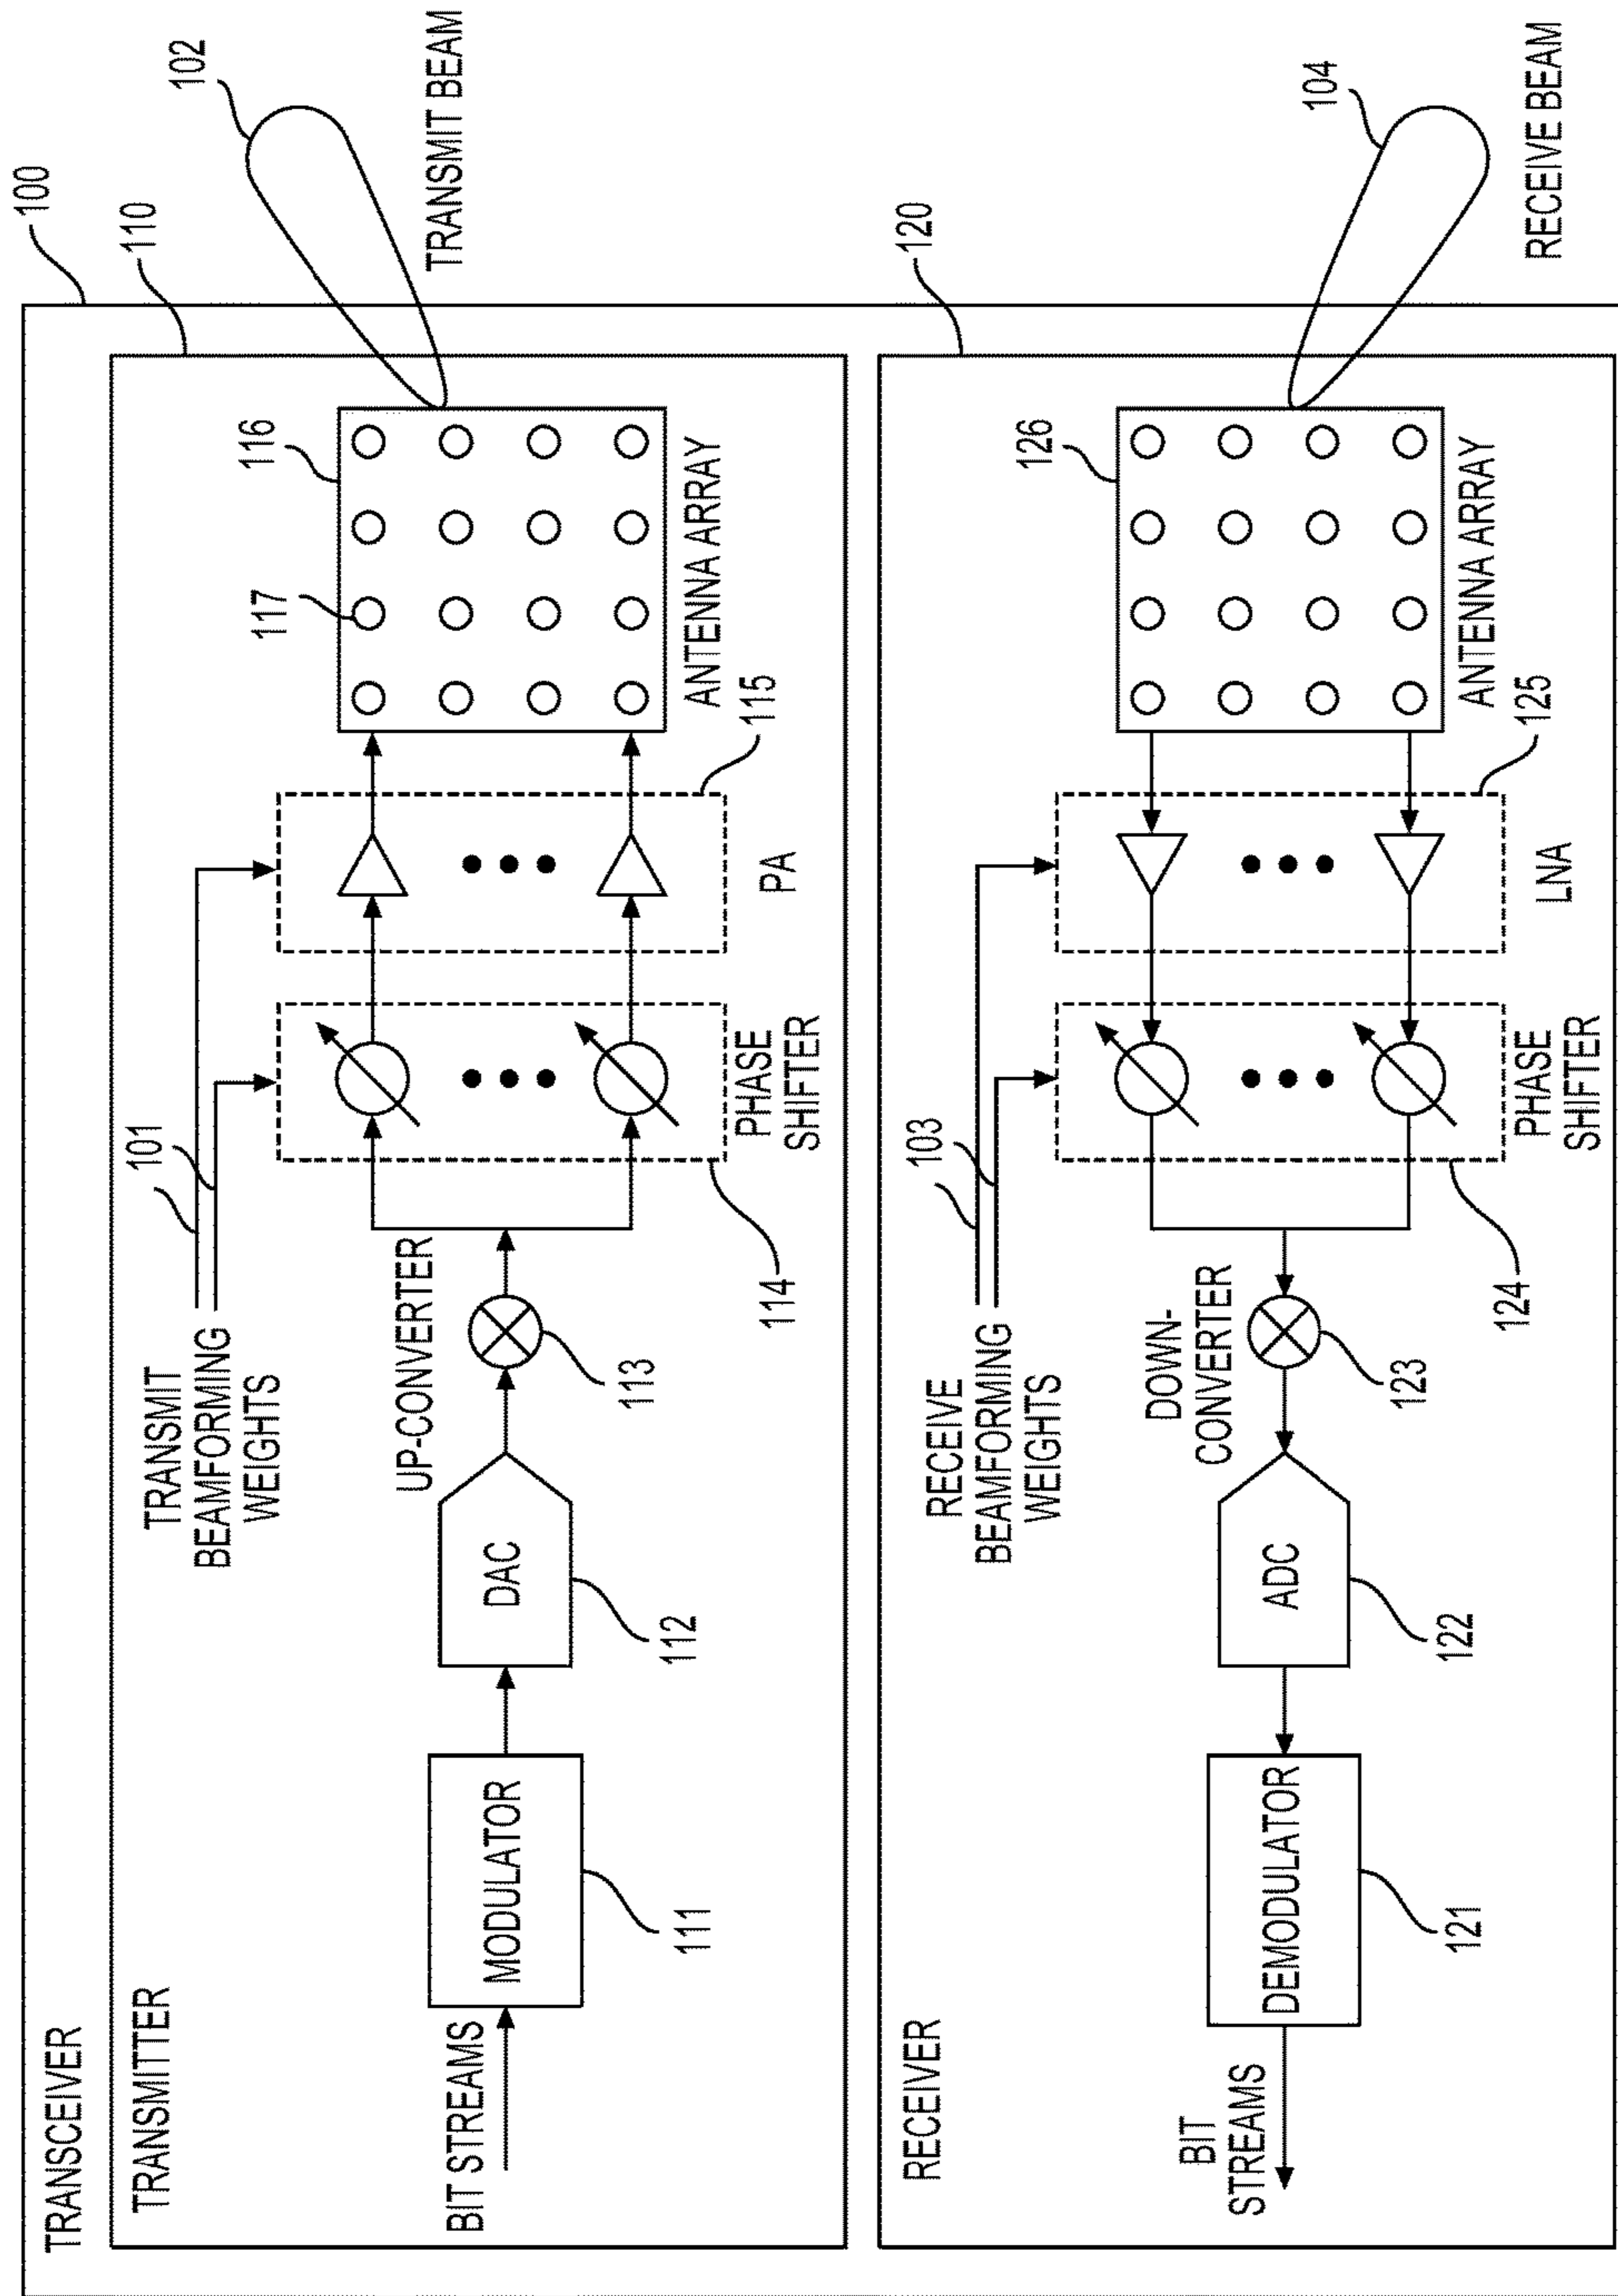 TRANSCEIVER
100
TRANSMITTER
110
102
TRANSMIT BEAM
TRANSMIT
BEAMFORMING
WEIGHTS
101
BIT STREAMS
MODULATOR
111
DAC
112
UP-CONVERTER
113
114
PHASE
SHIFTER
PA
115
116
117
ANTENNA ARRAY
RECEIVER
120
104
RECEIVE BEAM
RECEIVE
BEAMFORMING
WEIGHTS
103
BIT
STREAMS
DEMODULATOR
121
ADC
122
DOWN-
CONVERTER
123
124
PHASE
SHIFTER
LNA
125
126
ANTENNA ARRAY